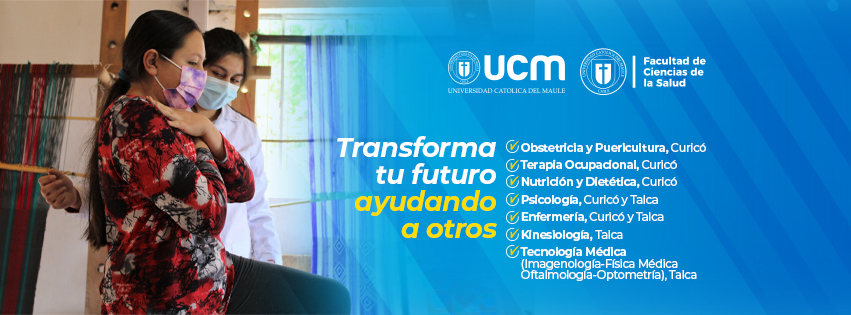 UCM
UNIVERSIDAD CATOLICA DEL MAULE
Facultad de
Ciencias de
la Salud
Transforma
tu futuro
ayudando
a otros
Obstetricia y Puericultura, Curicó
Terapia Ocupacional, Curicó
Nutrición y Dietética, Curicó
Psicología, Curicó y Talca
Enfermería, Curicó y Talca
Kinesiología, Talca
Tecnología Médica
(Imagenología-Física Médica
Oftalmología-Optometría), Talca